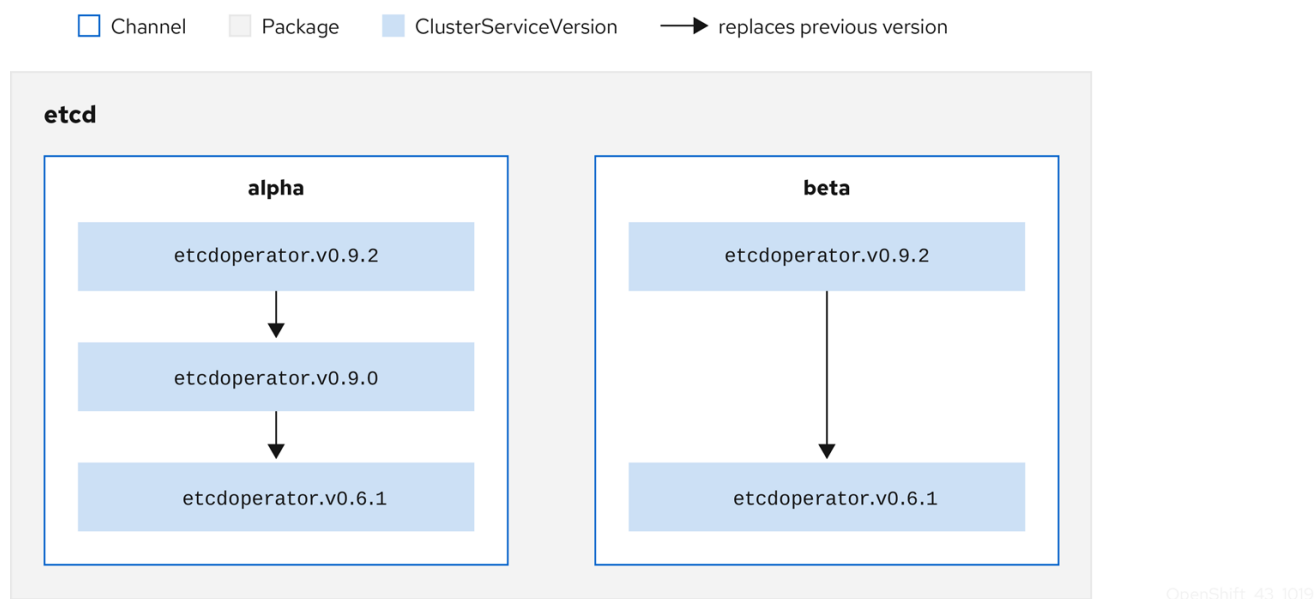 Channel Package ClusterServiceVersion replaces previous version
etcd
alpha
etcdoperator.v0.9.2
etcdoperator.v0.9.0
etcdoperator.v0.6.1
beta
etcdoperator.v0.9.2
etcdoperator.v0.6.1
OpenShift_43_1019